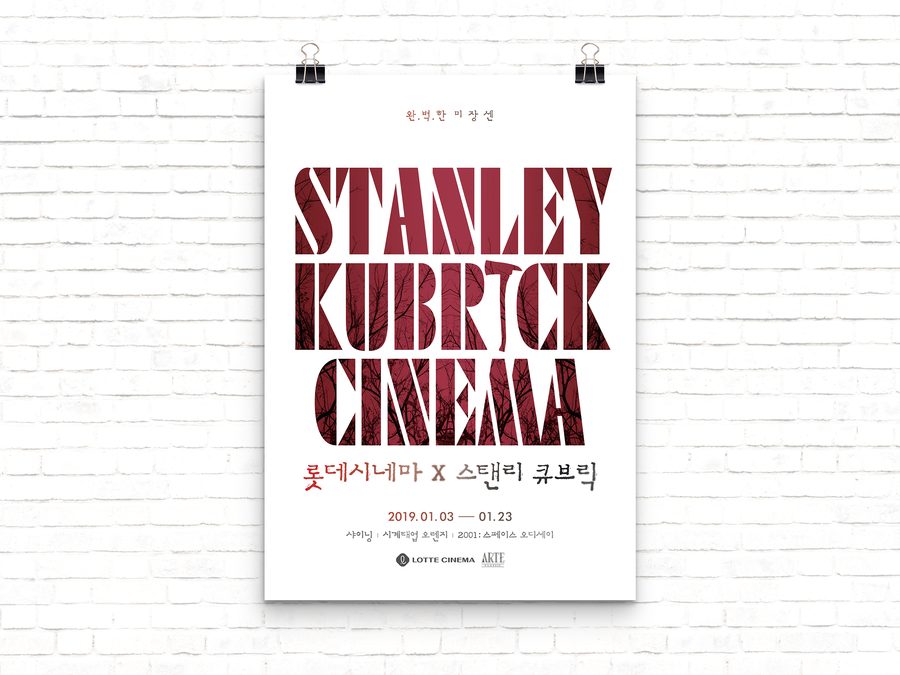 완.벽.한 미장센
STANLEY
KUBRICK
CINEMA
롯데시네마 X 스탠리 큐브릭
2019.01.03 — 01.23
샤이닝 | 시계태엽 오렌지 | 2001: 스페이스 오디세이
LOTTE CINEMA ARTE